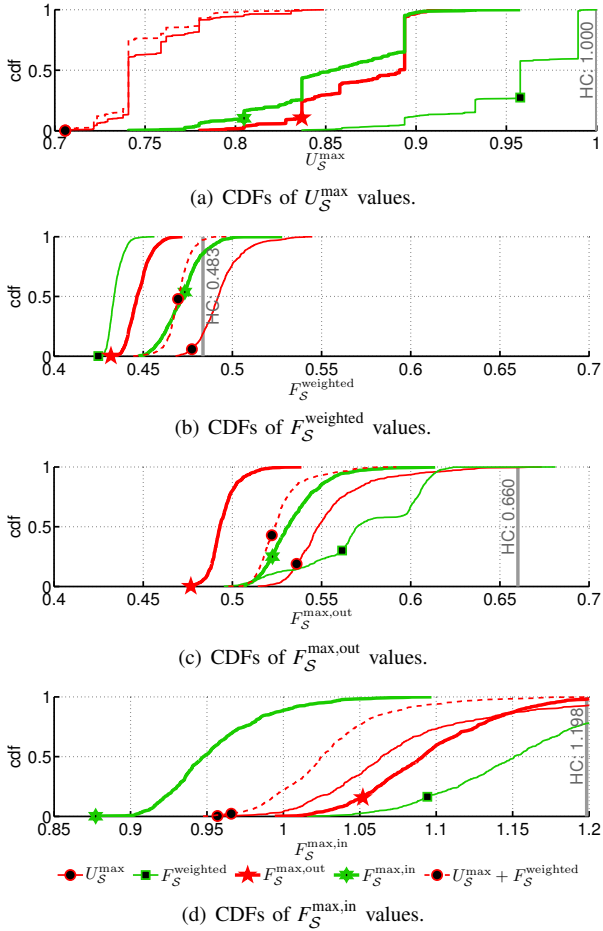 1
0.5
0
cdf
HC: 1.000
0.7 0.75 0.8 0.85 0.9 0.95 1
U_S^max
(a) CDFs of U_S^max values.
1
0.5
0
cdf
HC: 0.483
0.4 0.45 0.5 0.55 0.6 0.65 0.7
F_S^weighted
(b) CDFs of F_S^weighted values.
1
0.5
0
cdf
HC: 0.660
0.4 0.45 0.5 0.55 0.6 0.65 0.7
F_S^max,out
(c) CDFs of F_S^max,out values.
1
0.5
0
cdf
HC: 1.198
0.85 0.9 0.95 1 1.05 1.1 1.15 1.2
F_S^max,in
U_S^max F_S^weighted F_S^max,out F_S^max,in U_S^max + F_S^weighted
(d) CDFs of F_S^max,in values.